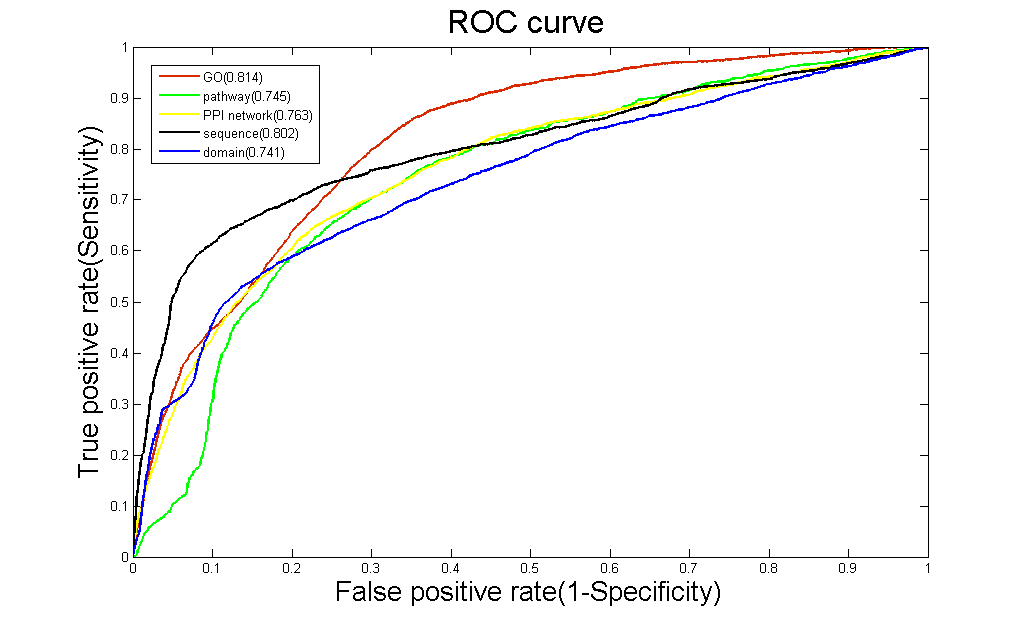 ROC curve
True positive rate(Sensitivity)
1
0.9
0.8
0.7
0.6
0.5
0.4
0.3
0.2
0.1
0
GO(0.814)
pathway(0.745)
PPI network(0.763)
sequence(0.802)
domain(0.741)
0 0.1 0.2 0.3 0.4 0.5 0.6 0.7 0.8 0.9 1
False positive rate(1-Specificity)